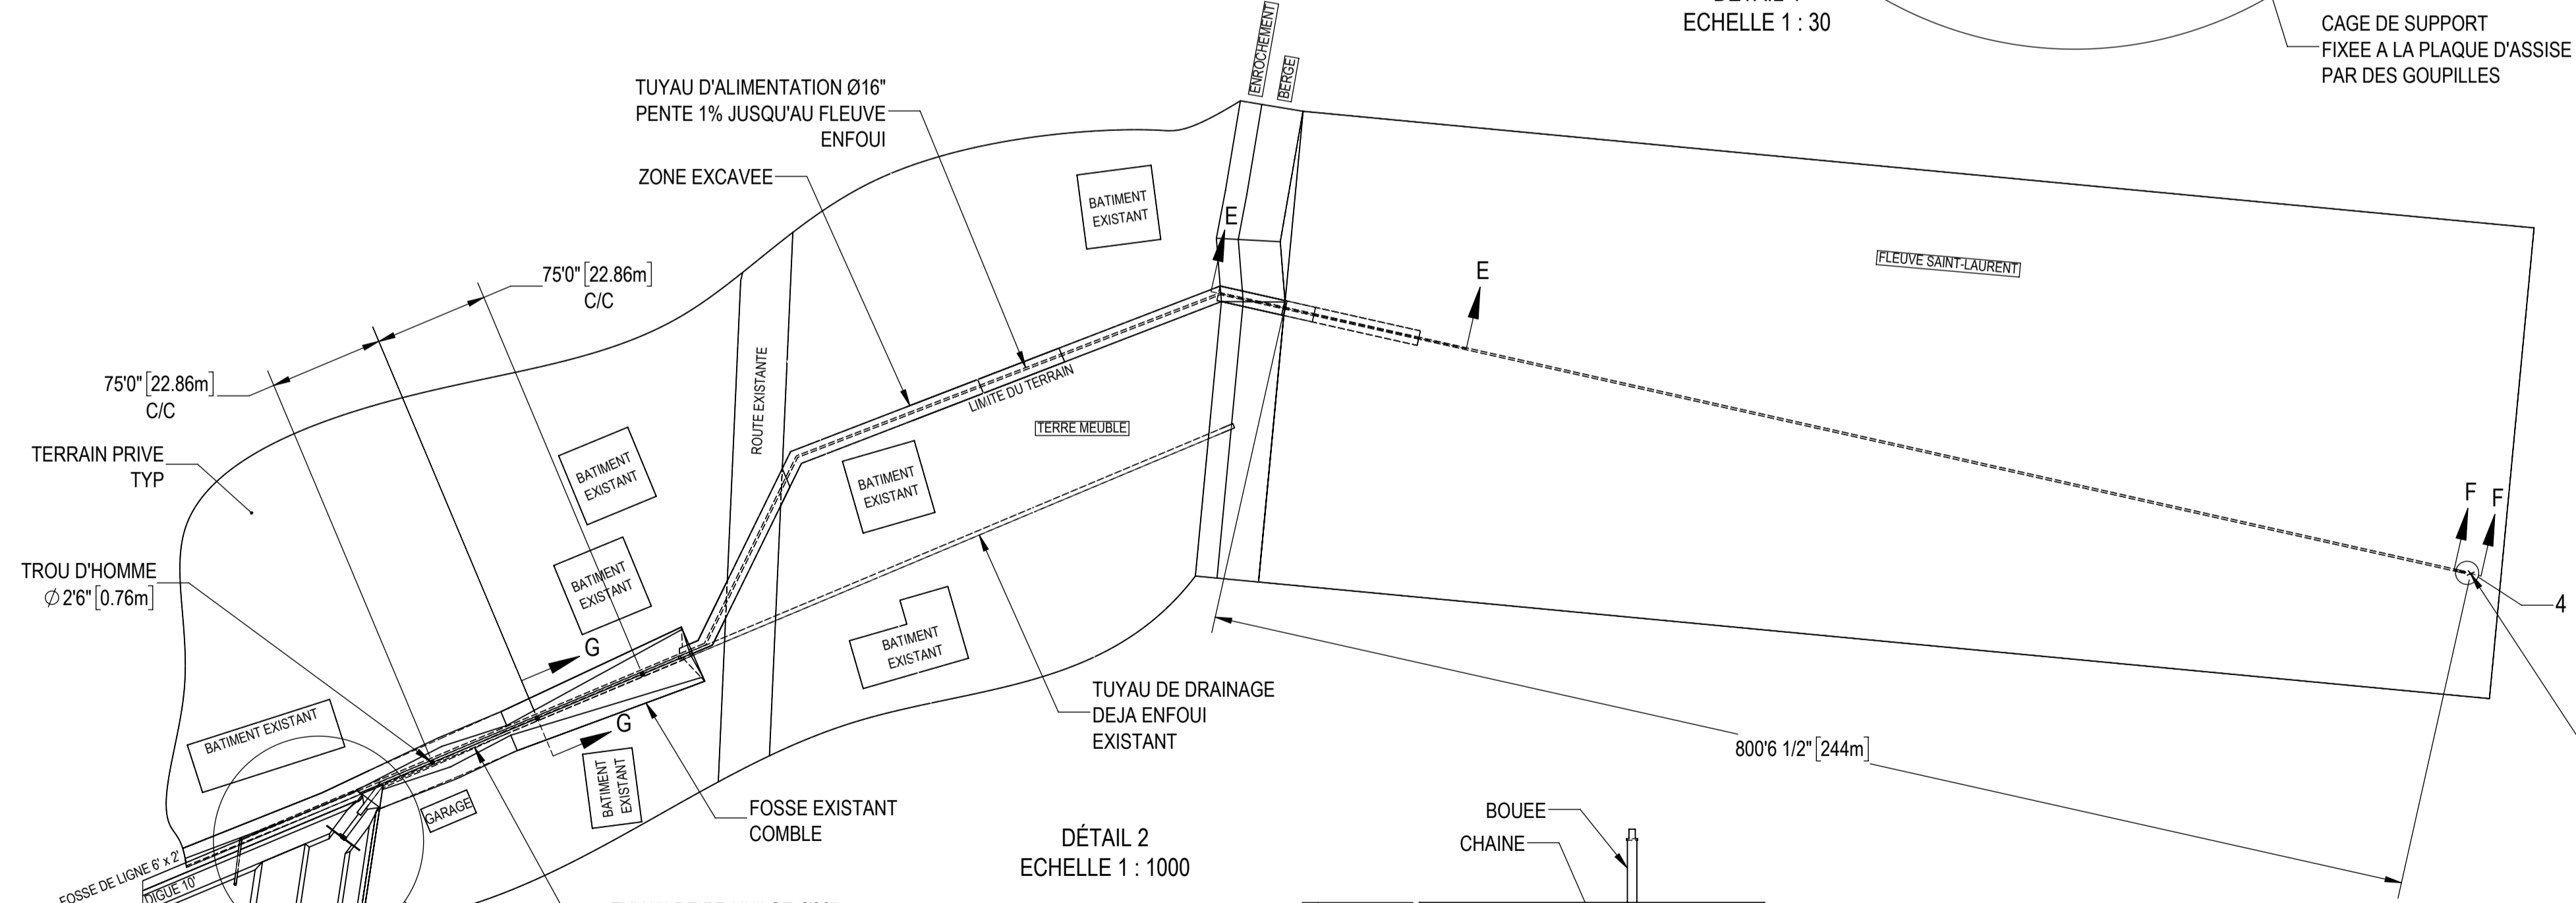 ECHELLE 1 : 30
CAGE DE SUPPORT
FIXEE A LA PLAQUE D'ASSISE
PAR DES GOUPILLES
ENROCHEMENT
BERGE
TUYAU D'ALIMENTATION Ø16"
PENTE 1% JUSQU'AU FLEUVE
ENFOUI
ZONE EXCAVEE
BATIMENT
EXISTANT
E
E
FLEUVE SAINT-LAURENT
75'0" [22.86m]
C/C
75'0" [22.86m]
C/C
ROUTE EXISTANTE
LIMITE DU TERRAIN
TERRE MEUBLE
TERRAIN PRIVE
TYP
BATIMENT
EXISTANT
BATIMENT
EXISTANT
BATIMENT
EXISTANT
F
F
4
TROU D'HOMME
Ø 2'6" [0.76m]
G
G
BATIMENT
EXISTANT
TUYAU DE DRAINAGE
DEJA ENFOUI
EXISTANT
800'6 1/2" [244m]
BATIMENT EXISTANT
BATIMENT
EXISTANT
GARAGE
FOSSE EXISTANT
COMBLE
DÉTAIL 2
ECHELLE 1 : 1000
BOUEE
CHAINE
FOSSE DE LIGNE 6' x 2'
DIGUE 10'